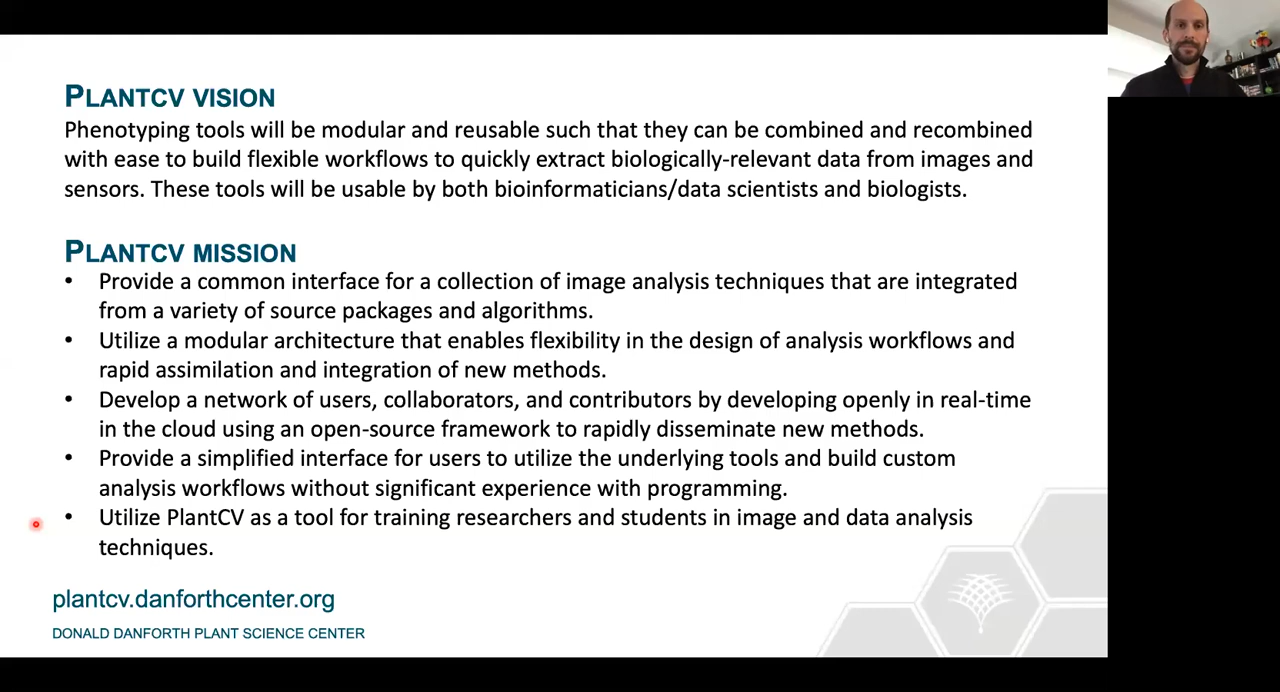 PLANTCV VISION
Phenotyping tools will be modular and reusable such that they can be combined and recombined
with ease to build flexible workflows to quickly extract biologically-relevant data from images and
sensors. These tools will be usable by both bioinformaticians/data scientists and biologists.
PLANTCV MISSION
• Provide a common interface for a collection of image analysis techniques that are integrated
from a variety of source packages and algorithms.
• Utilize a modular architecture that enables flexibility in the design of analysis workflows and
rapid assimilation and integration of new methods.
• Develop a network of users, collaborators, and contributors by developing openly in real-time
in the cloud using an open-source framework to rapidly disseminate new methods.
• Provide a simplified interface for users to utilize the underlying tools and build custom
analysis workflows without significant experience with programming.
• Utilize PlantCV as a tool for training researchers and students in image and data analysis
techniques.
plantcv.danforthcenter.org
DONALD DANFORTH PLANT SCIENCE CENTER